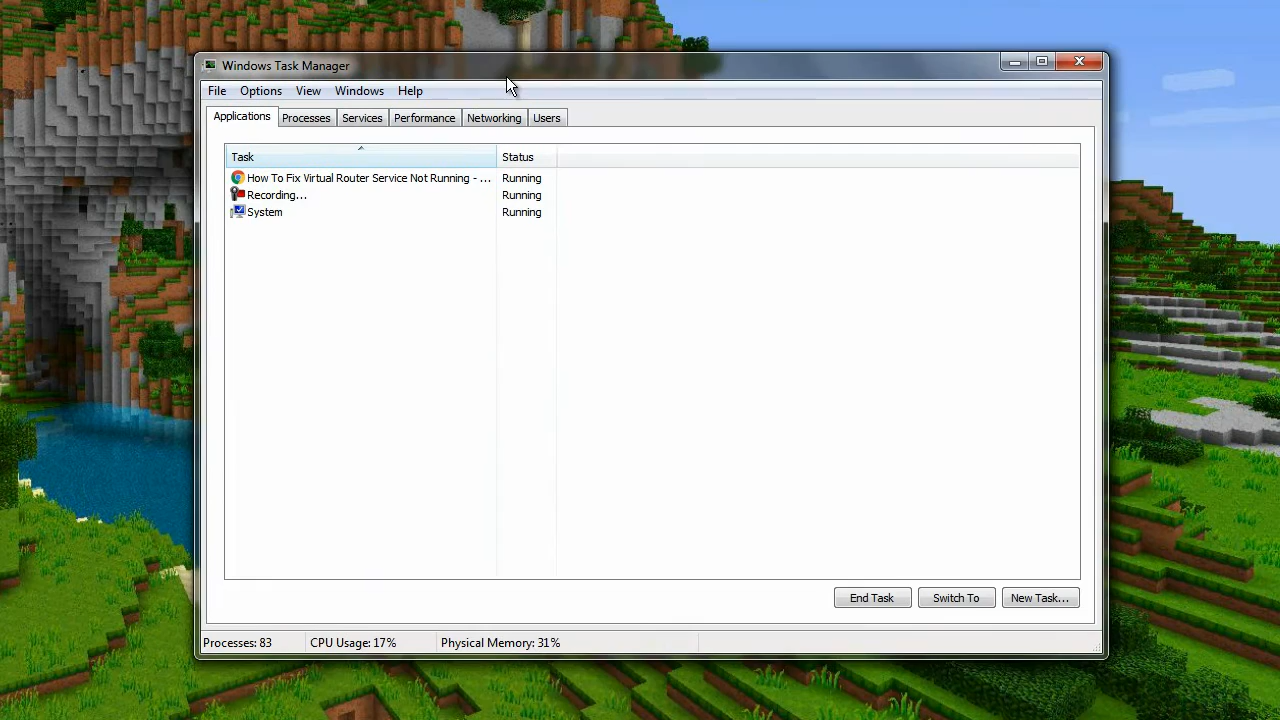 Windows Task Manager
File Options View Windows Help
Applications Processes Services Performance Networking Users
Task Status
How To Fix Virtual Router Service Not Running - ... Running
Recording... Running
System Running
End Task Switch To New Task...
Processes: 83 CPU Usage: 17% Physical Memory: 31%